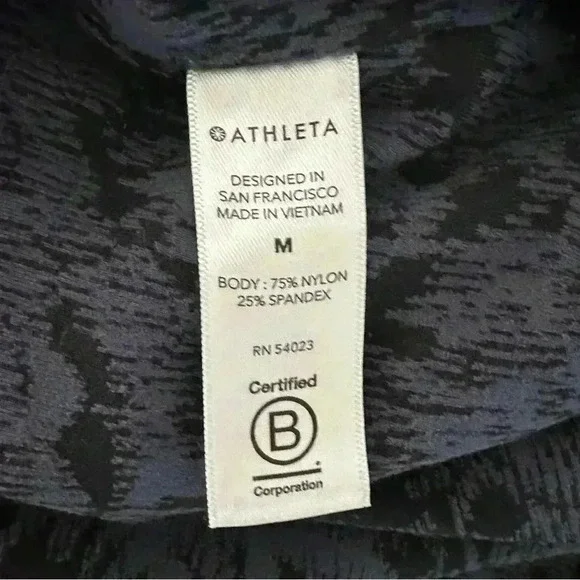 ATHLETA
DESIGNED IN
SAN FRANCISCO
MADE IN VIETNAM
M
BODY : 75% NYLON
25% SPANDEX
RN 54023
Certified
B
Corporation